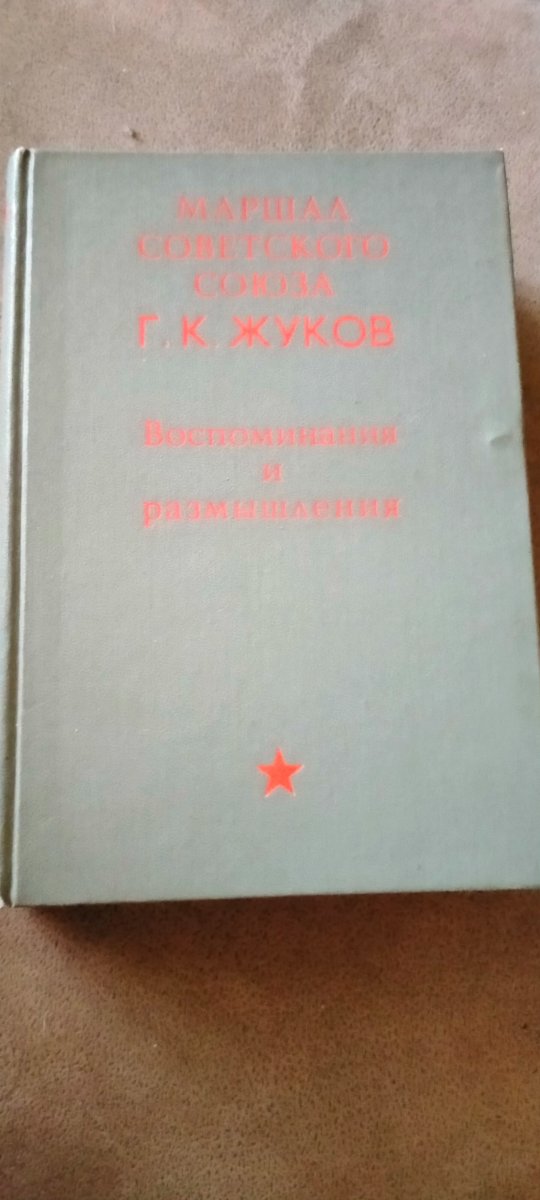 МАРШАЛ
СОВЕТСКОГО
СОЮЗА
Г. К. ЖУКОВ
Воспоминания
и
размышления